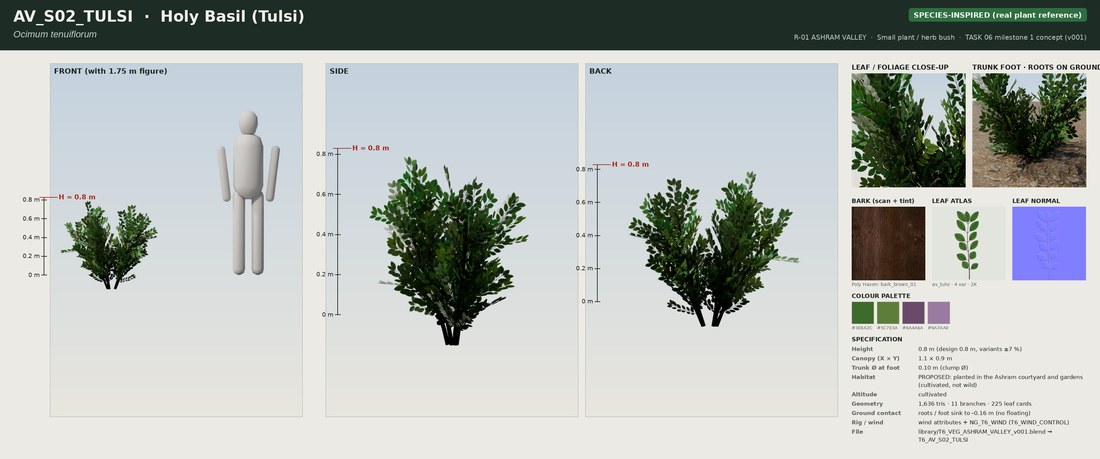 AV_S02_TULSI · Holy Basil (Tulsi)
Ocimum tenuiflorum
SPECIES-INSPIRED (real plant reference)
R-01 ASHRAM VALLEY · Small plant / herb bush · TASK 06 milestone 1 concept (v001)
FRONT (with 1.75 m figure)
H = 0.8 m
0.8 m
0.6 m
0.4 m
0.2 m
0 m
SIDE
H = 0.8 m
0.8 m
0.6 m
0.4 m
0.2 m
0 m
BACK
H = 0.8 m
0.8 m
0.6 m
0.4 m
0.2 m
0 m
LEAF / FOLIAGE CLOSE-UP
TRUNK FOOT · ROOTS ON GROUND
BARK (scan + tint)
LEAF ATLAS
LEAF NORMAL
Poly Haven: bark_brown_01
av_tulsi · 4 var · 2K
COLOUR PALETTE
SPECIFICATION
Height 0.8 m (design 0.8 m, variants ±7 %)
Canopy (X × Y) 1.1 × 0.9 m
Trunk Ø at foot 0.10 m (clump Ø)
Habitat PROPOSED: planted in the Ashram courtyard and gardens
(cultivated, not wild)
Altitude cultivated
Geometry 1,636 tris · 11 branches · 225 leaf cards
Ground contact roots / foot sink to -0.16 m (no floating)
Rig / wind wind attributes + NG_T6_WIND (T6_WIND_CONTROL)
File library/T6_VEG_ASHRAM_VALLEY_v001.blend →
T6_AV_S02_TULSI